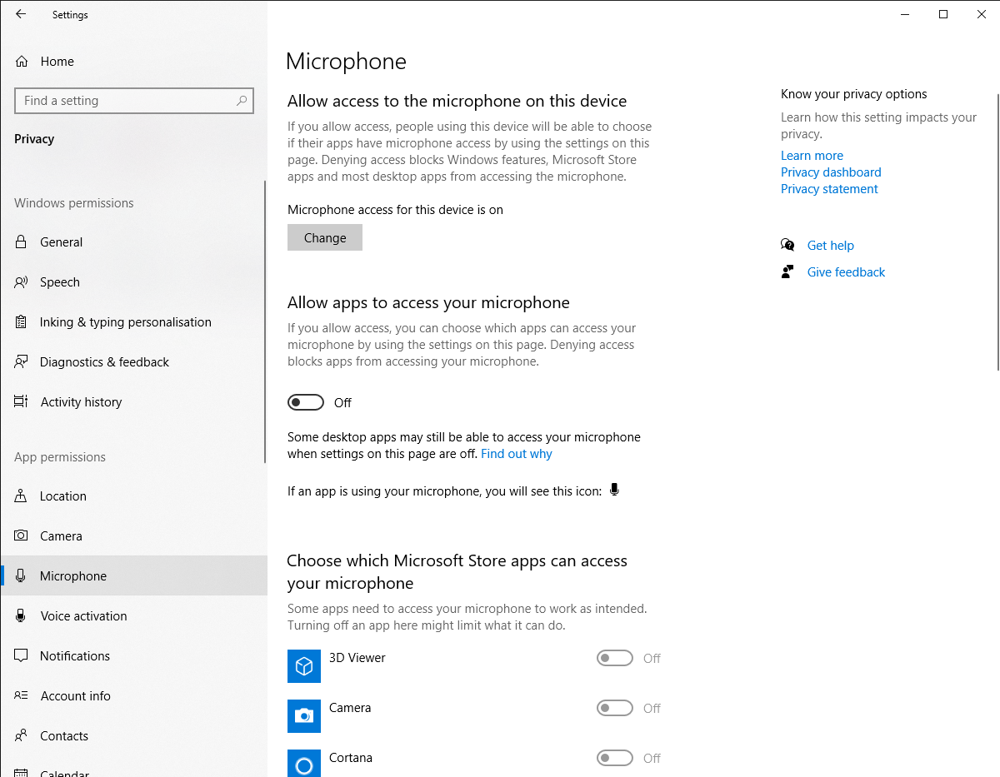 Settings
Home
Find a setting
Privacy
Windows permissions
General
Speech
Inking & typing personalisation
Diagnostics & feedback
Activity history
App permissions
Location
Camera
Microphone
Voice activation
Notifications
Account info
Contacts
Calendar
Microphone
Allow access to the microphone on this device
If you allow access, people using this device will be able to choose
if their apps have microphone access by using the settings on this
page. Denying access blocks Windows features, Microsoft Store
apps and most desktop apps from accessing the microphone.
Microphone access for this device is on
Change
Allow apps to access your microphone
If you allow access, you can choose which apps can access your
microphone by using the settings on this page. Denying access
blocks apps from accessing your microphone.
Off
Some desktop apps may still be able to access your microphone
when settings on this page are off. Find out why
If an app is using your microphone, you will see this icon:
Choose which Microsoft Store apps can access
your microphone
Some apps need to access your microphone to work as intended.
Turning off an app here might limit what it can do.
3D Viewer Off
Camera Off
Cortana Off
Know your privacy options
Learn how this setting impacts your
privacy.
Learn more
Privacy dashboard
Privacy statement
Get help
Give feedback